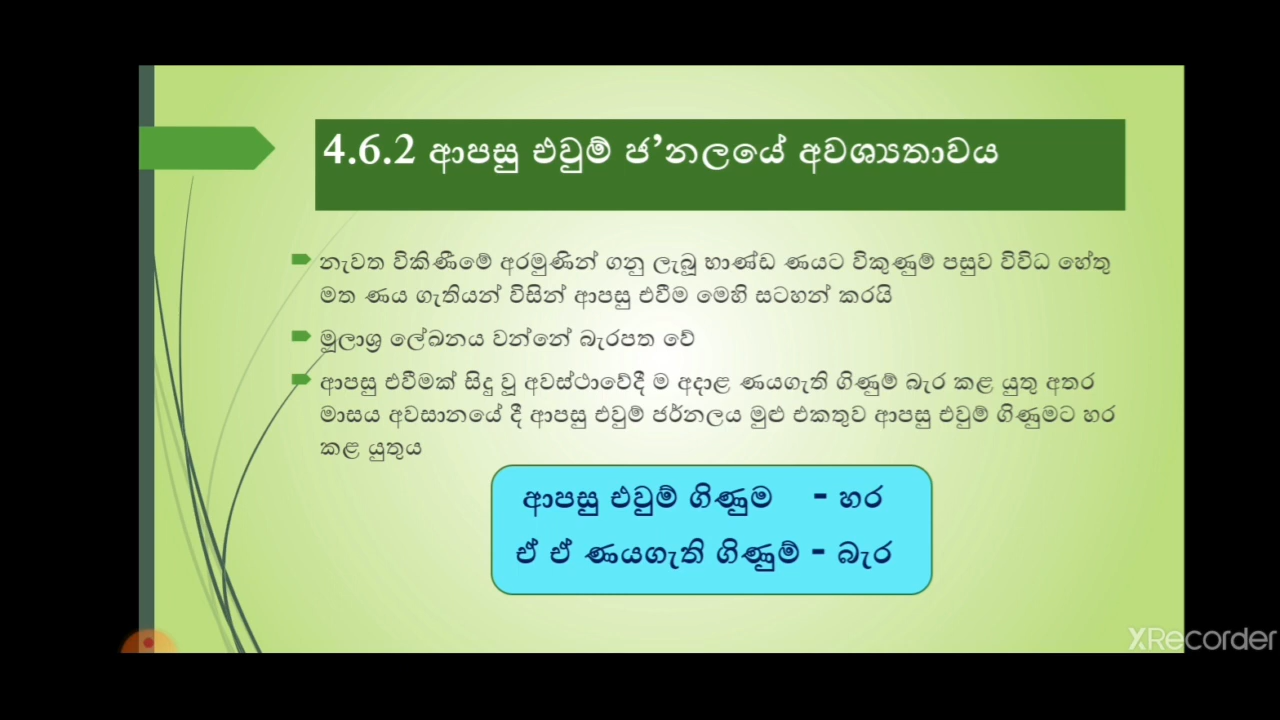 4.6.2 ආපසු එවුම් ජ’නලයේ අවශ්‍යතාවය
නැවත විකිණීමේ අරමුණින් ගනු ලැබූ භාණ්ඩ ණයට විකුණුම් පසුව විවිධ හේතු
මත ණය ගැතියන් විසින් ආපසු එවීම මෙහි සටහන් කරයි
මූලාශ්‍ර ලේඛනය වන්නේ බැරපත වේ
ආපසු එවීමක් සිදු වූ අවස්ථාවේදී ම අදාළ ණයගැති ගිණුම් බැර කළ යුතු අතර
මාසය අවසානයේ දී ආපසු එවුම් ජර්නලය මුළු එකතුව ආපසු එවුම් ගිණුමට හර
කළ යුතුය
ආපසු එවුම් ගිණුම - හර
ඒ ඒ ණයගැති ගිණුම් - බැර
XRecorder